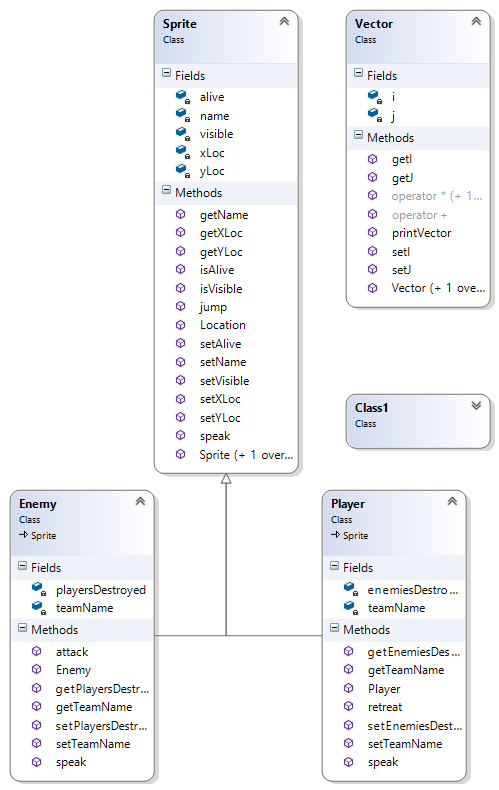 Sprite
Class
Fields
alive
name
visible
xLoc
yLoc
Methods
getName
getXLoc
getYLoc
isAlive
isVisible
jump
Location
setAlive
setName
setVisible
setXLoc
setYLoc
speak
Sprite (+ 1 over...
Vector
Class
Fields
i
j
Methods
getI
getJ
operator * (+ 1...
operator +
printVector
setI
setJ
Vector (+ 1 ove...
Class1
Class
Enemy
Class
Sprite
Fields
playersDestroyed
teamName
Methods
attack
Enemy
getPlayersDestr...
getTeamName
setPlayersDestr...
setTeamName
speak
Player
Class
Sprite
Fields
enemiesDestro...
teamName
Methods
getEnemiesDes...
getTeamName
Player
retreat
setEnemiesDest...
setTeamName
speak